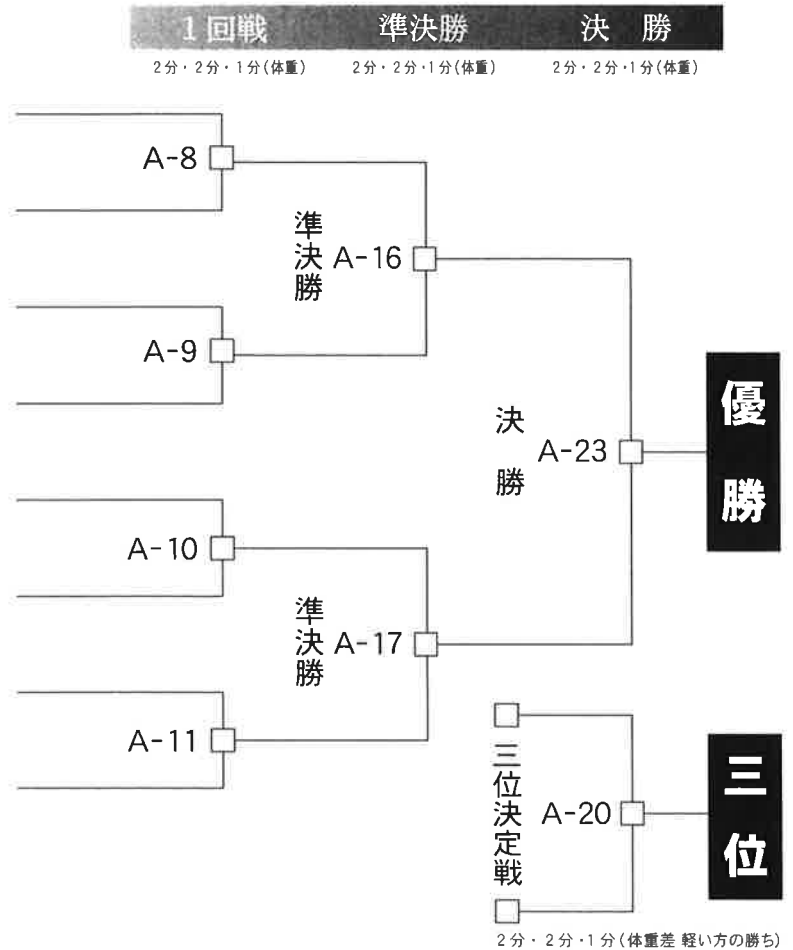 1回戦 準決勝 決 勝
2分・2分・1分(体重) 2分・2分・1分(体重) 2分・2分・1分(体重)
A-8
準決勝
A-16
A-9
決 勝
A-23
優勝
A-10
準決勝
A-17
A-11
三位決定戦
A-20
三位
2分・2分・1分(体重差 軽い方の勝ち)